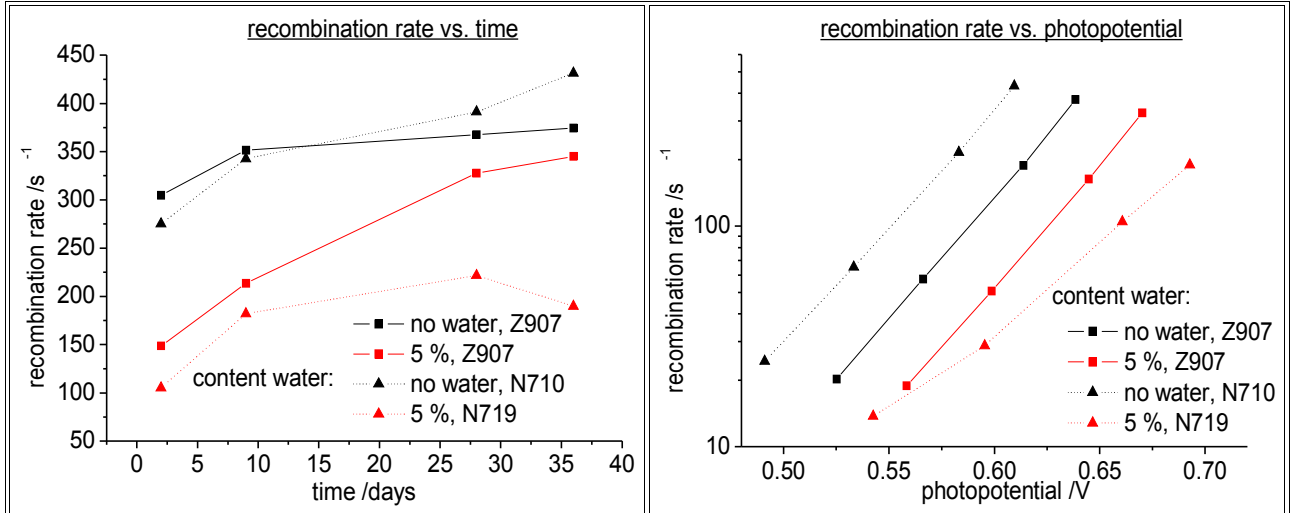 recombination rate vs. time
450
400
350
300
250
200
150
100
50
recombination rate /s -1
0 5 10 15 20 25 30 35 40
time /days
content water:
no water, Z907
5 %, Z907
no water, N710
5 %, N719
recombination rate vs. photopotential
100
10
recombination rate /s -1
0.50 0.55 0.60 0.65 0.70
photopotential /V
content water:
no water, Z907
5 %, Z907
no water, N710
5 %, N719